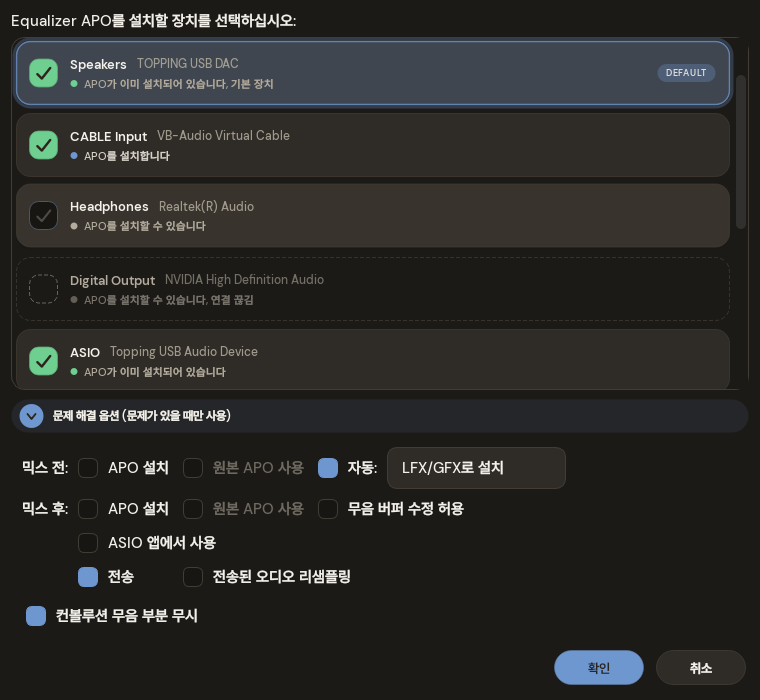 Equalizer APO를 설치할 장치를 선택하십시오:
Speakers TOPPING USB DAC
APO가 이미 설치되어 있습니다, 기본 장치
DEFAULT
CABLE Input VB-Audio Virtual Cable
APO를 설치합니다
Headphones Realtek(R) Audio
APO를 설치할 수 있습니다
Digital Output NVIDIA High Definition Audio
APO를 설치할 수 있습니다, 연결 끊김
ASIO Topping USB Audio Device
APO가 이미 설치되어 있습니다
문제 해결 옵션 (문제가 있을 때만 사용)
믹스 전: APO 설치 원본 APO 사용 자동: LFX/GFX로 설치
믹스 후: APO 설치 원본 APO 사용 무음 버퍼 수정 허용
ASIO 앱에서 사용
전송 전송된 오디오 리샘플링
컨볼루션 무음 부분 무시
확인 취소